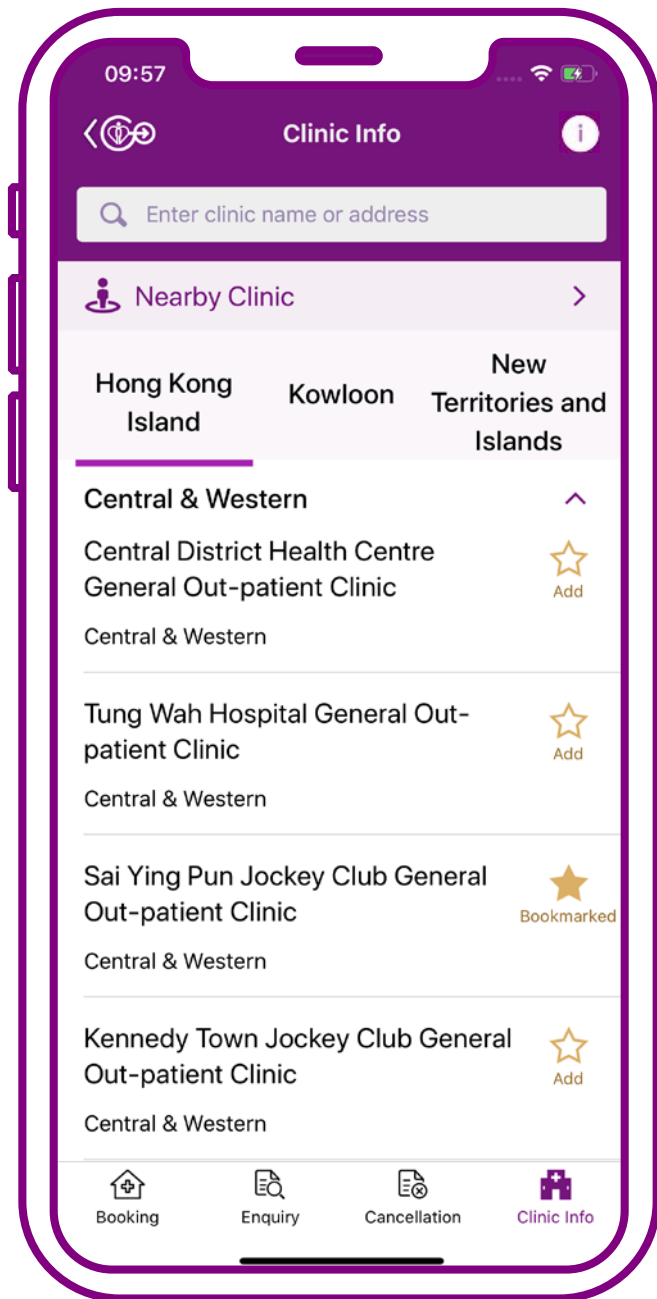 09:57
Clinic Info
i
Enter clinic name or address
Nearby Clinic
Hong Kong
Island
Kowloon
New
Territories and
Islands
Central & Western
Central District Health Centre
General Out-patient Clinic
Add
Central & Western
Tung Wah Hospital General Out-
patient Clinic
Add
Central & Western
Sai Ying Pun Jockey Club General
Out-patient Clinic
Bookmarked
Central & Western
Kennedy Town Jockey Club General
Out-patient Clinic
Add
Central & Western
Booking
Enquiry
Cancellation
Clinic Info